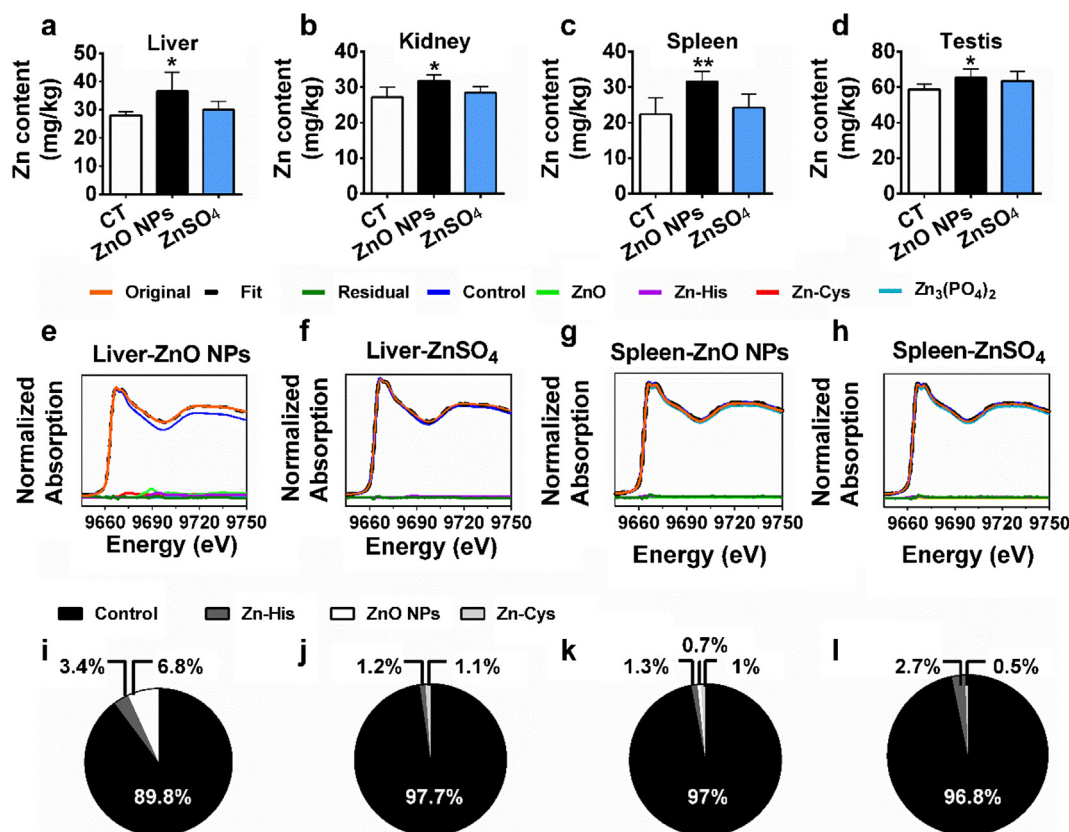 a b c d
Liver Kidney Spleen Testis
Zn content (mg/kg)
50 40 30 20 10 0
*
CT ZnO NPs ZnSO₄
Zn content (mg/kg)
40 30 20 10 0
*
CT ZnO NPs ZnSO₄
Zn content (mg/kg)
40 30 20 10 0
**
CT ZnO NPs ZnSO₄
Zn content (mg/kg)
80 60 40 20 0
*
CT ZnO NPs ZnSO₄
Original Fit Residual Control ZnO Zn-His Zn-Cys Zn₃(PO₄)₂
e f g h
Liver-ZnO NPs Liver-ZnSO₄ Spleen-ZnO NPs Spleen-ZnSO₄
Normalized Absorption Normalized Absorption Normalized Absorption Normalized Absorption
9660 9690 9720 9750 9660 9690 9720 9750 9660 9690 9720 9750 9660 9690 9720 9750
Energy (eV) Energy (eV) Energy (eV) Energy (eV)
Control Zn-His ZnO NPs Zn-Cys
i j k l
3.4% 6.8% 1.2% 1.1% 1.3% 0.7% 1% 2.7% 0.5%
89.8% 97.7% 97% 96.8%